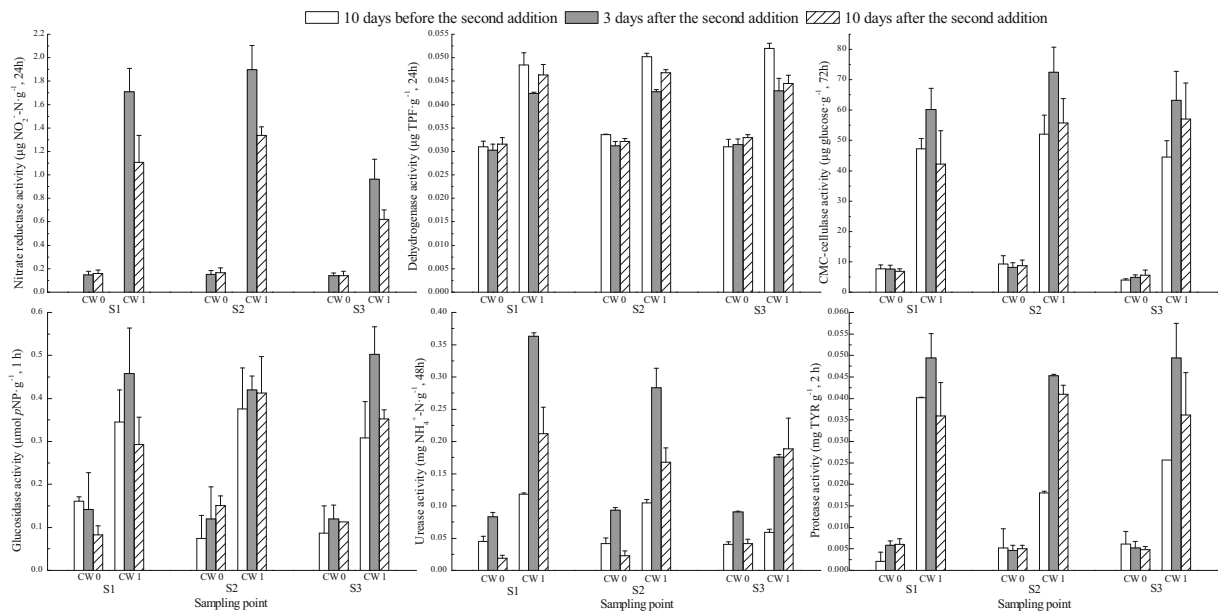 10 days before the second addition 3 days after the second addition 10 days after the second addition
Nitrate reductase activity (μg NO₂⁻-N·g⁻¹, 24h)
2.2
2.0
1.8
1.6
1.4
1.2
1.0
0.8
0.6
0.4
0.2
0.0
CW 0 CW 1 CW 0 CW 1 CW 0 CW 1
S1 S2 S3
Dehydrogenase activity (μg TPF·g⁻¹, 24h)
0.055
0.050
0.045
0.040
0.035
0.030
0.025
0.020
0.015
0.010
0.005
0.000
CW 0 CW 1 CW 0 CW 1 CW 0 CW 1
S1 S2 S3
CMC-cellulase activity (μg glucose·g⁻¹, 72h)
80
70
60
50
40
30
20
10
0
CW 0 CW 1 CW 0 CW 1 CW 0 CW 1
S1 S2 S3
Glucosidase activity (μmol pNP·g⁻¹, 1 h)
0.6
0.5
0.4
0.3
0.2
0.1
0.0
CW 0 CW 1 CW 0 CW 1 CW 0 CW 1
S1 S2 S3
Sampling point
Urease activity (mg NH₄⁺-N·g⁻¹, 48h)
0.40
0.35
0.30
0.25
0.20
0.15
0.10
0.05
0.00
CW 0 CW 1 CW 0 CW 1 CW 0 CW 1
S1 S2 S3
Sampling point
Protease activity (mg TYR g⁻¹, 2 h)
0.060
0.055
0.050
0.045
0.040
0.035
0.030
0.025
0.020
0.015
0.010
0.005
0.000
CW 0 CW 1 CW 0 CW 1 CW 0 CW 1
S1 S2 S3
Sampling point